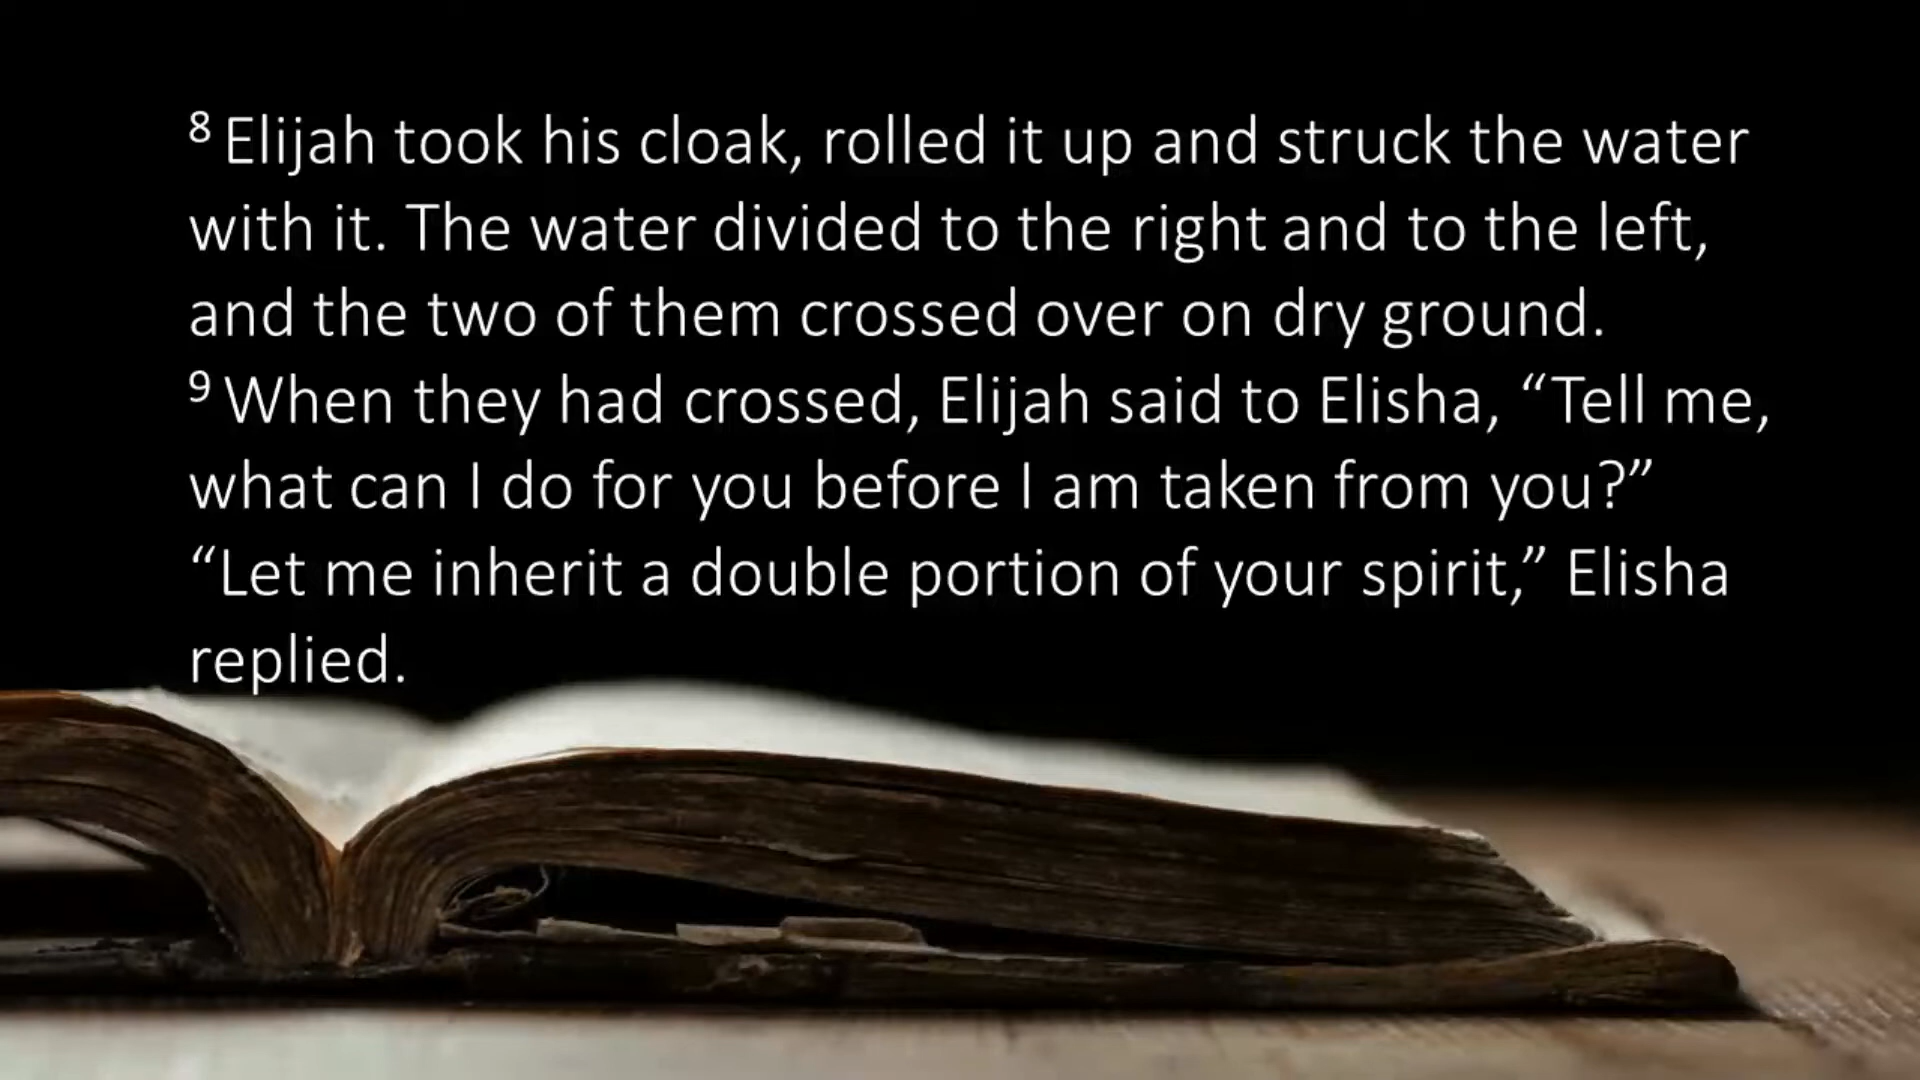 8 Elijah took his cloak, rolled it up and struck the water
with it. The water divided to the right and to the left,
and the two of them crossed over on dry ground.
9 When they had crossed, Elijah said to Elisha, “Tell me,
what can I do for you before I am taken from you?”
“Let me inherit a double portion of your spirit,” Elisha
replied.